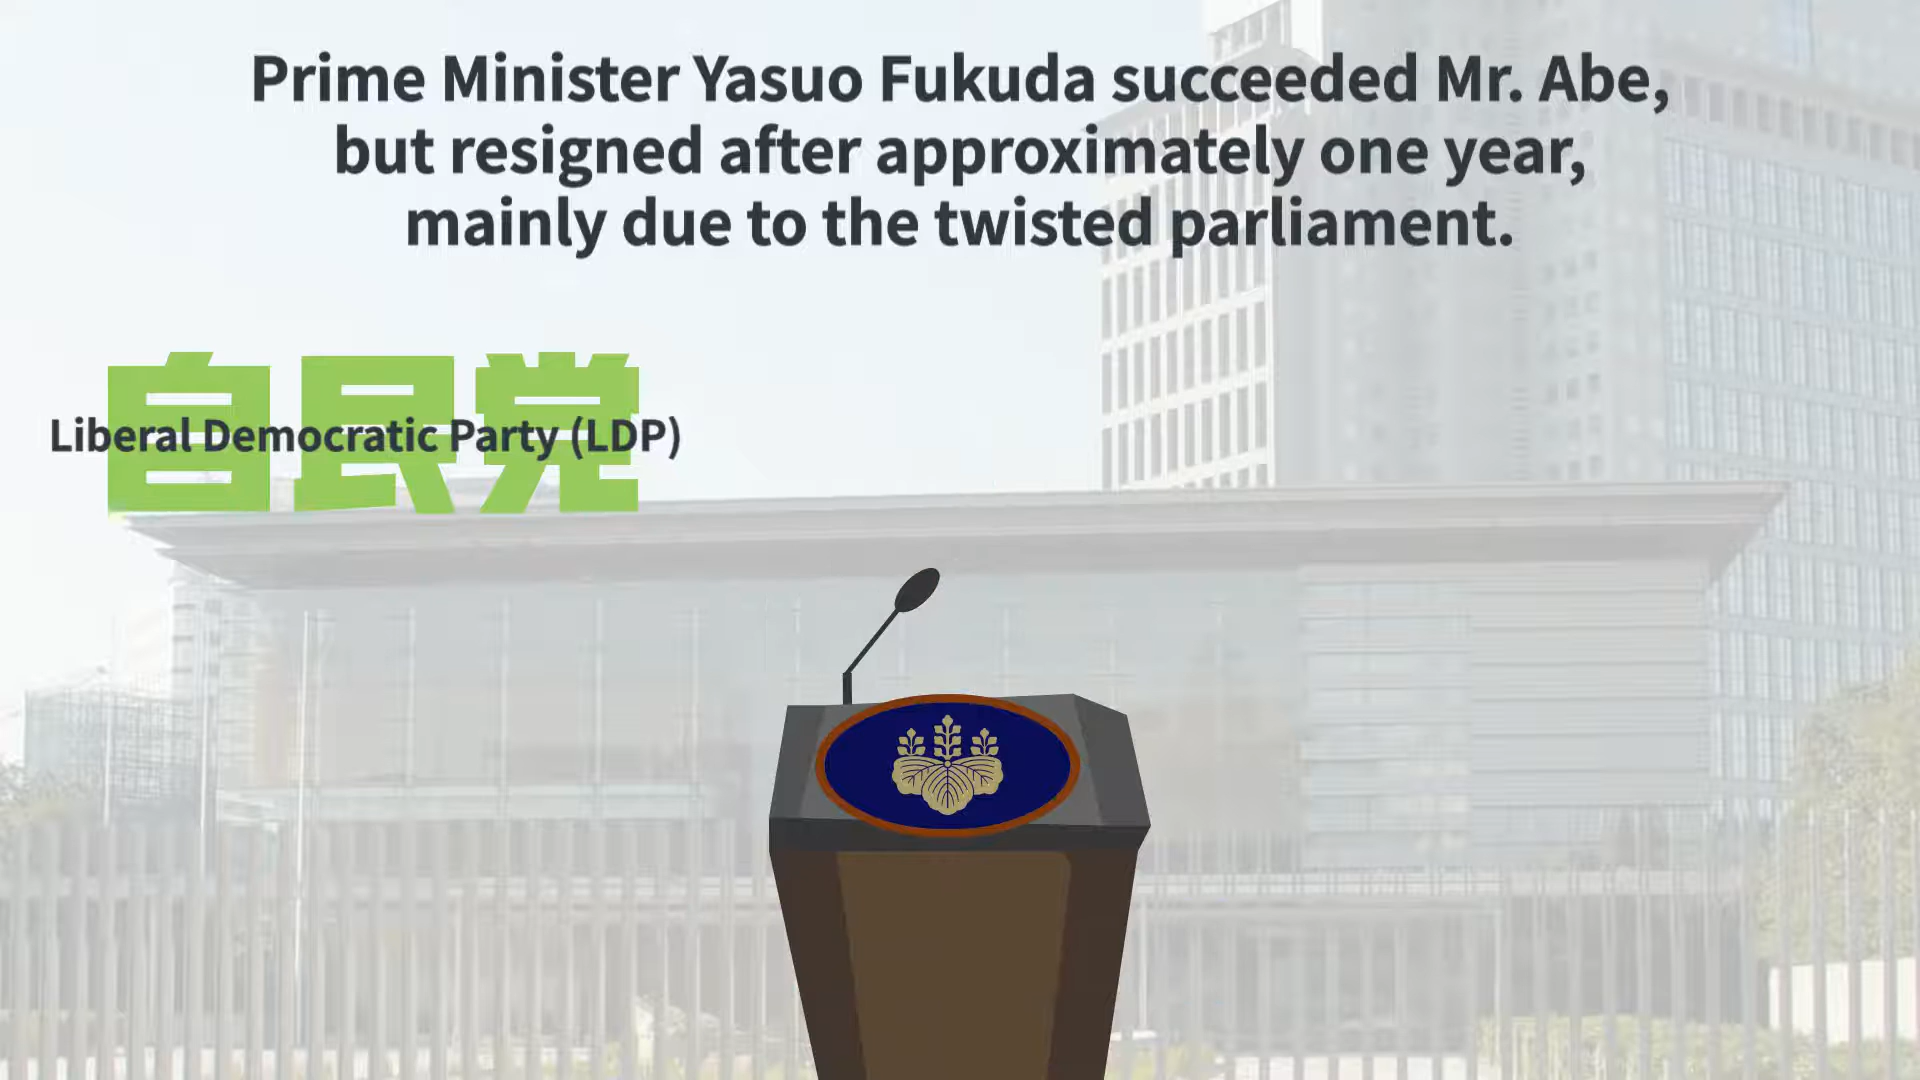 Prime Minister Yasuo Fukuda succeeded Mr. Abe,
but resigned after approximately one year,
mainly due to the twisted parliament.
自民党
Liberal Democratic Party (LDP)